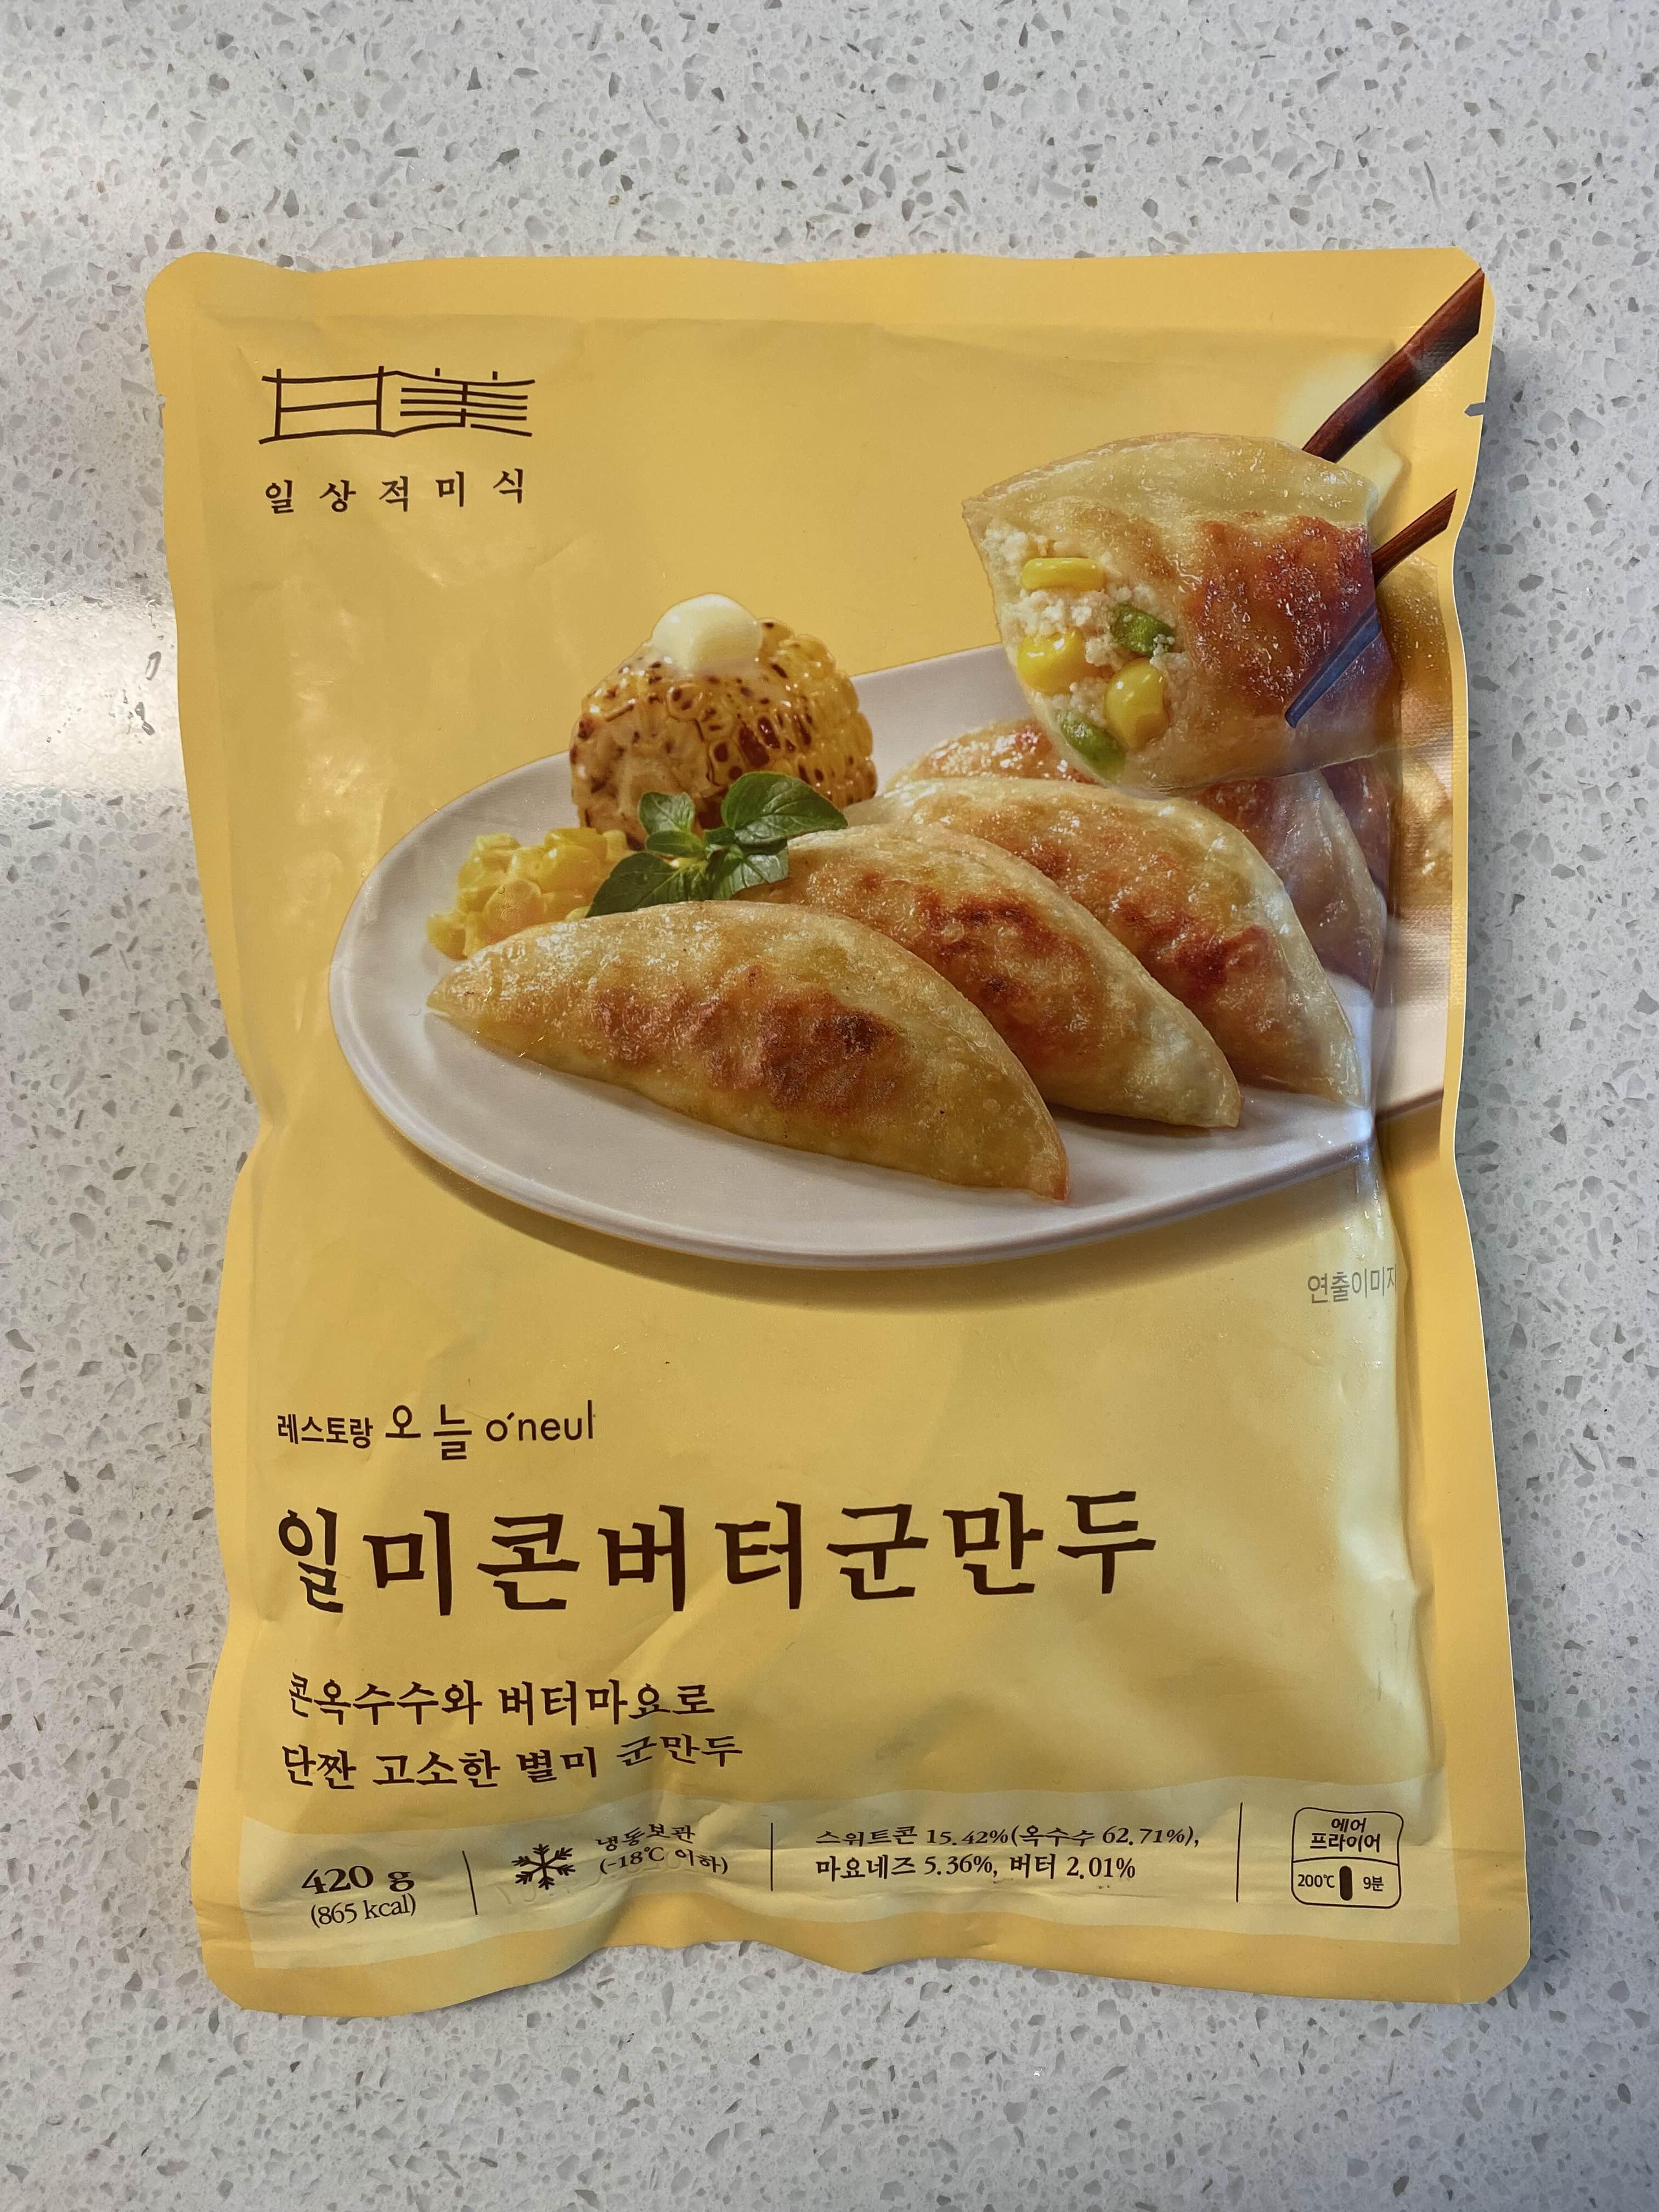 日美
일상적미식
연출이미지
레스토랑 오늘 o'neul
일미콘버터군만두
콘옥수수와 버터마요로
단짠 고소한 별미 군만두
420 g
(865 kcal)
냉동보관
(-18℃ 이하)
스위트콘 15.42%(옥수수 62.71%),
마요네즈 5.36%, 버터 2.01%
에어
프라이어
200℃ 9분